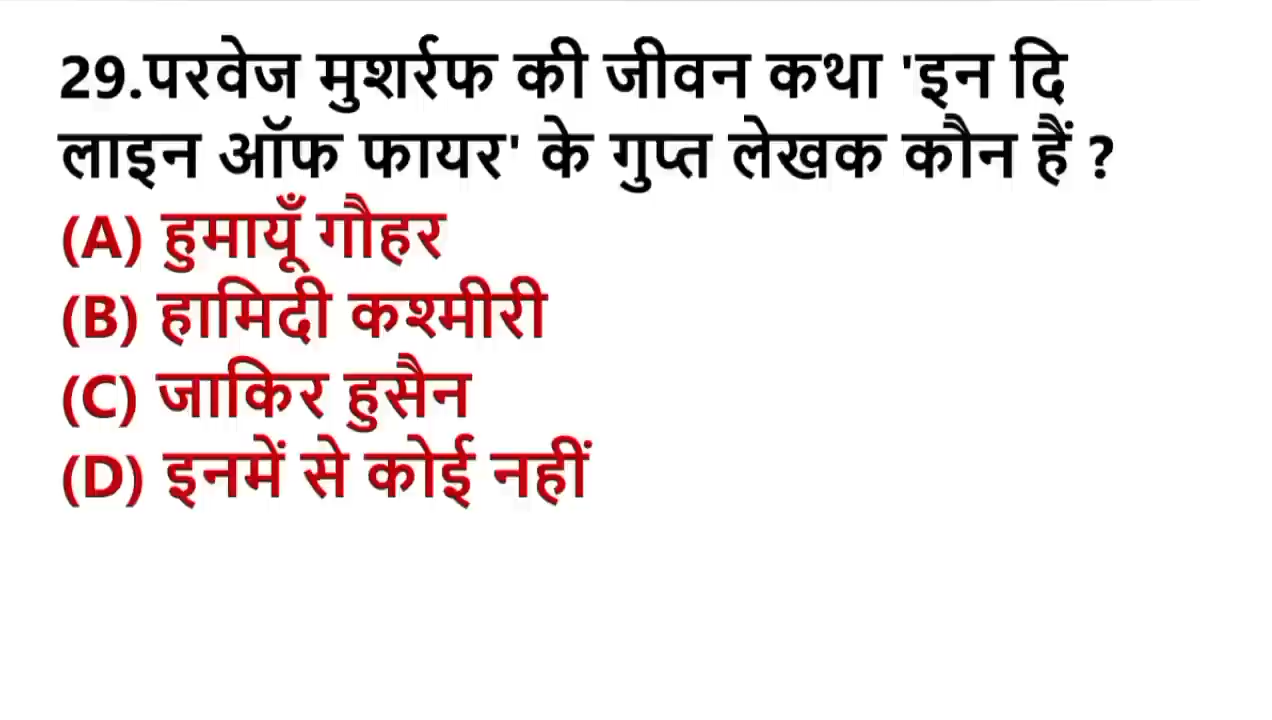 29.परवेज मुशर्रफ की जीवन कथा 'इन दि
लाइन ऑफ फायर' के गुप्त लेखक कौन हैं ?
(A) हुमायूँ गौहर
(B) हामिदी कश्मीरी
(C) जाकिर हुसैन
(D) इनमें से कोई नहीं